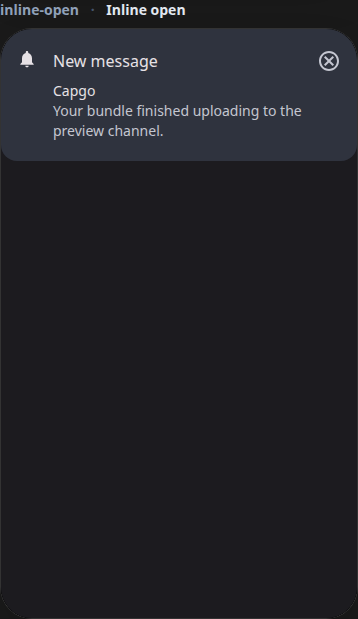 inline-open · Inline open
New message
Capgo
Your bundle finished uploading to the
preview channel.